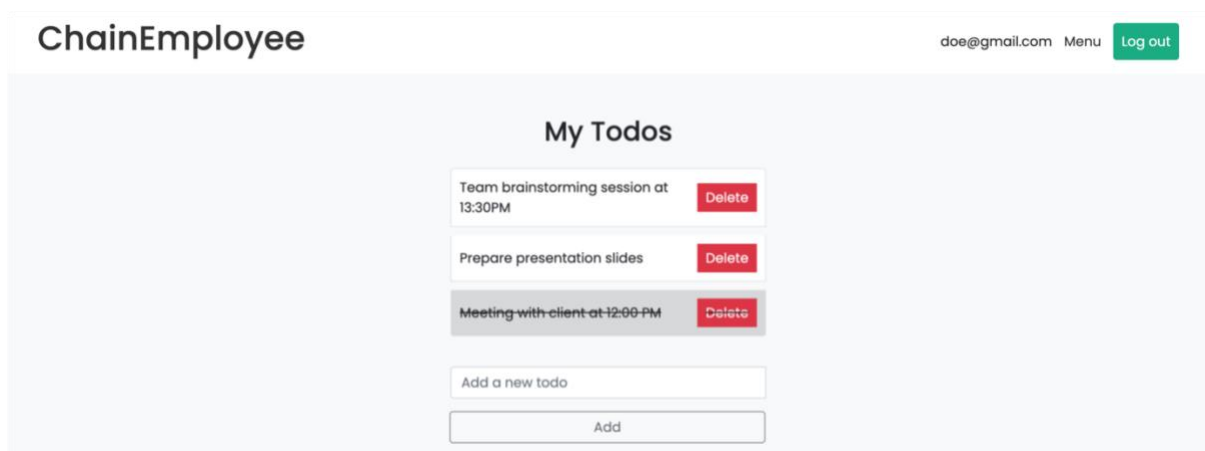 ChainEmployee
doe@gmail.com Menu Log out
My Todos
Team brainstorming session at
13:30PM
Delete
Prepare presentation slides Delete
Meeting with client at 12:00 PM Delete
Add a new todo
Add